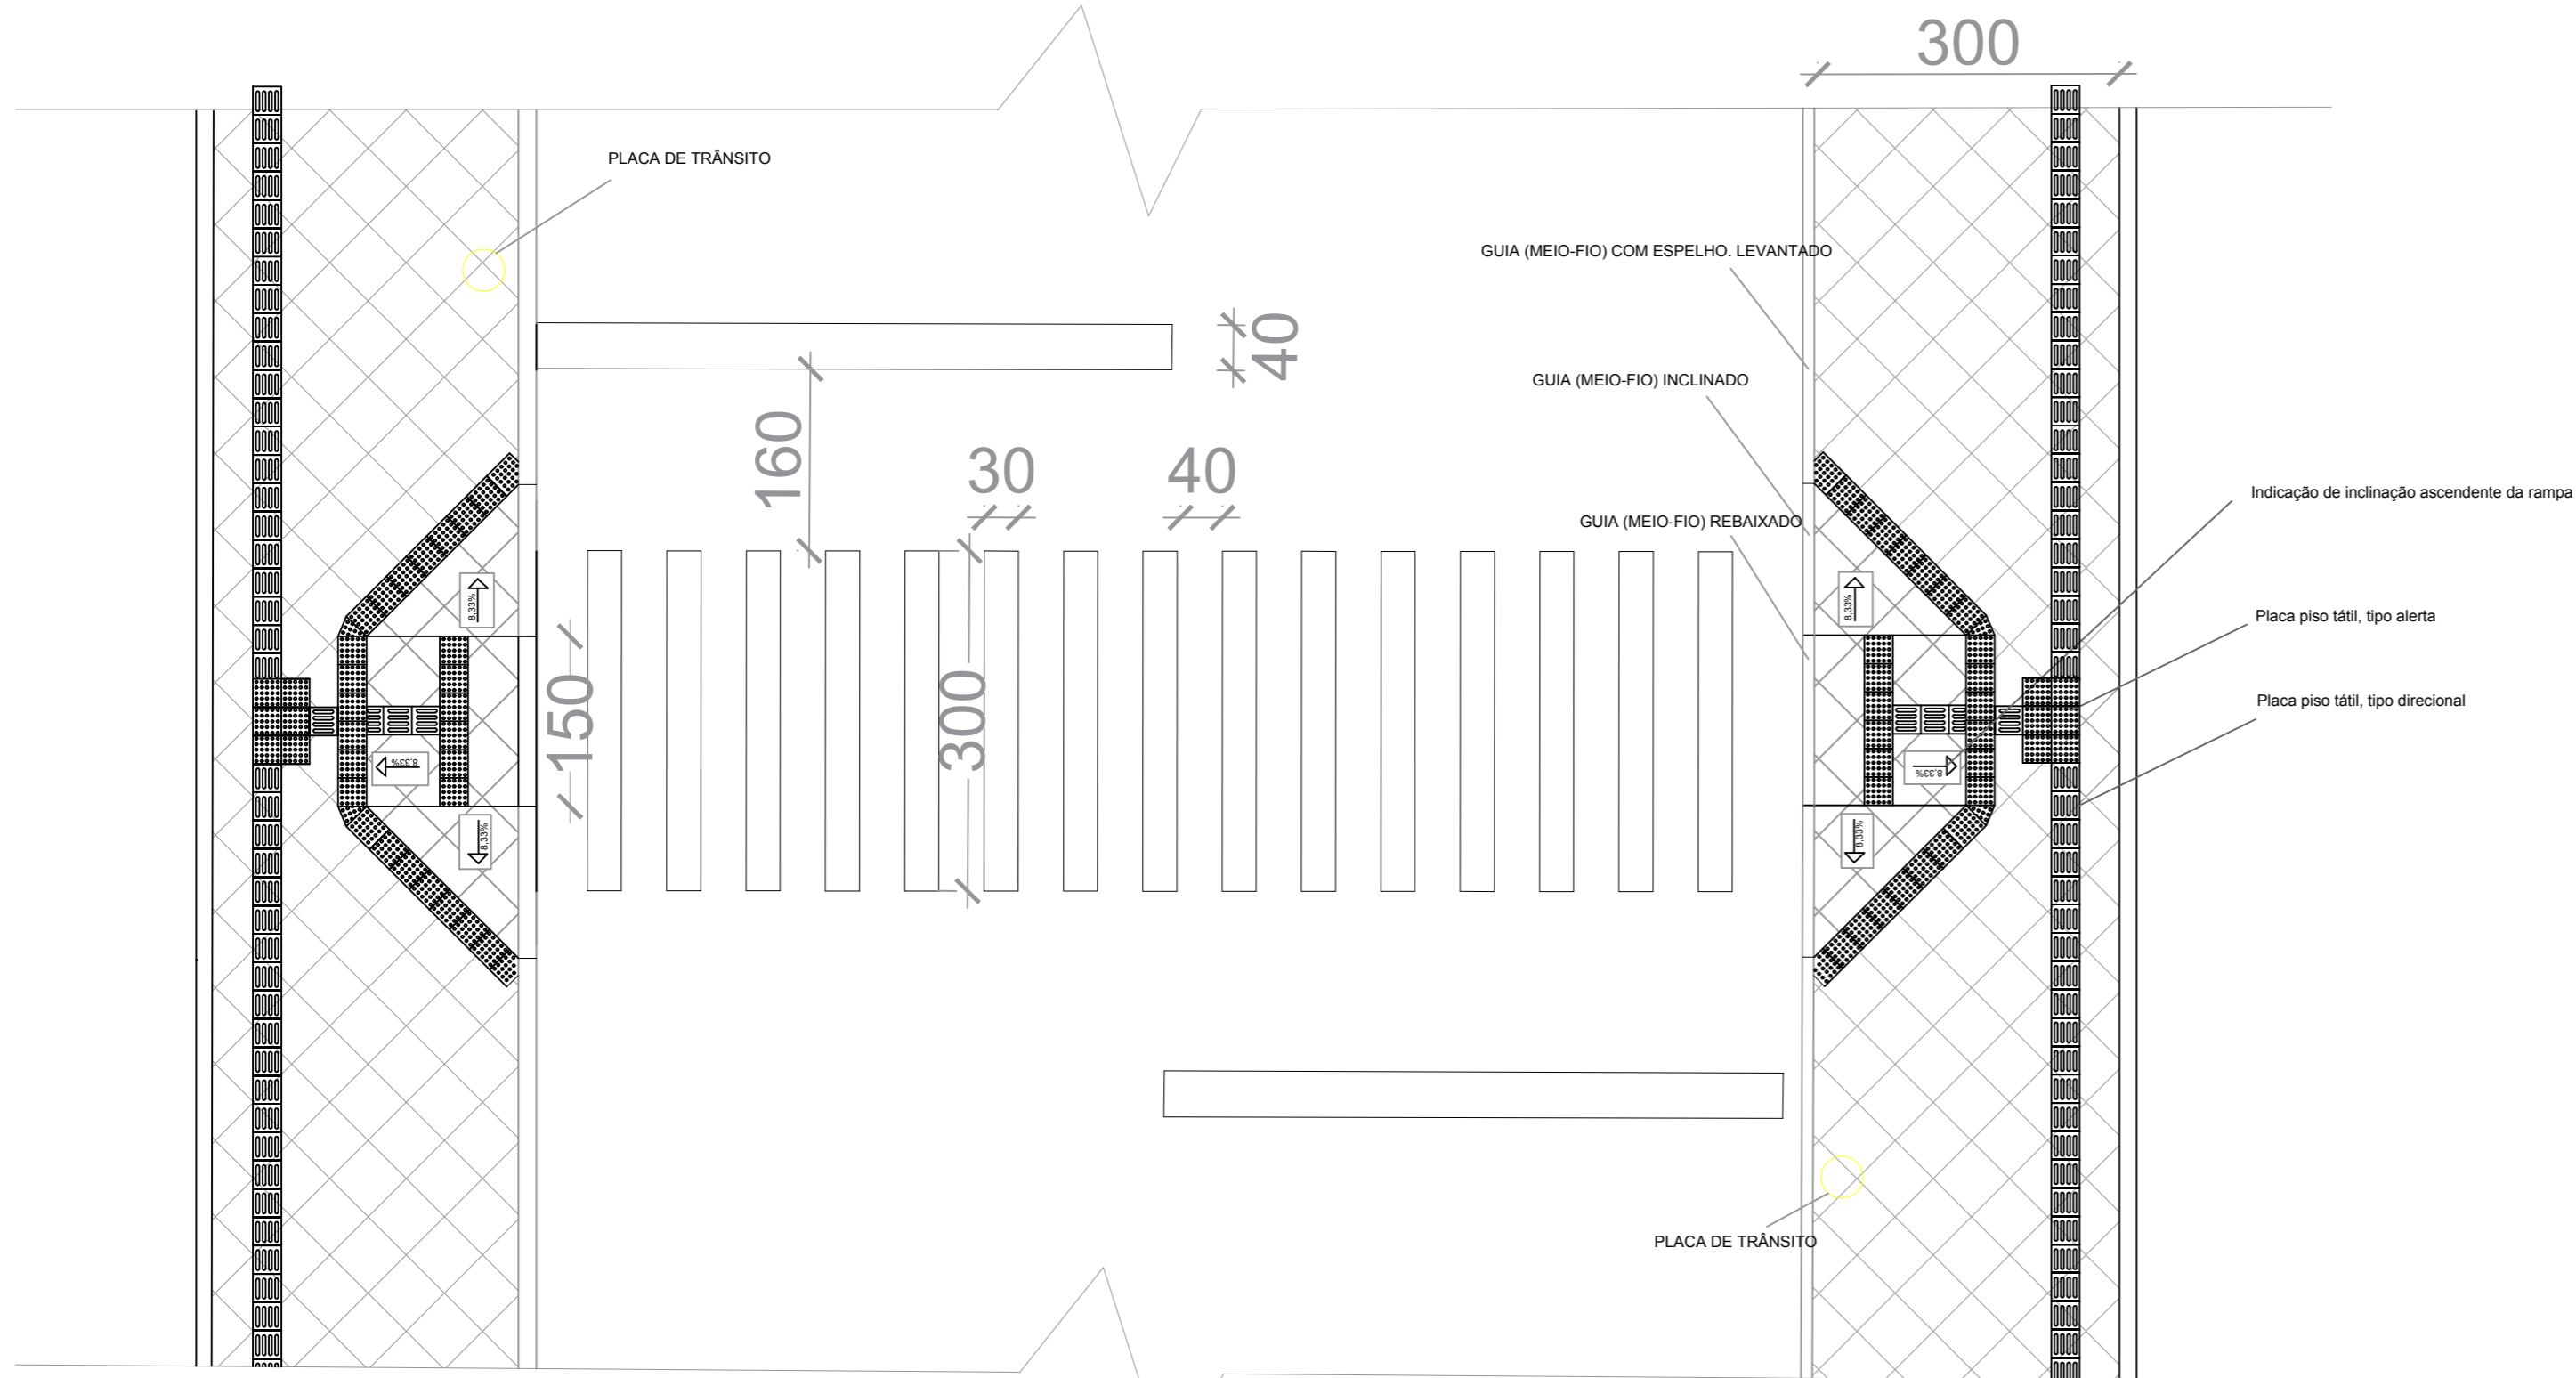 300
PLACA DE TRÂNSITO
GUIA (MEIO-FIO) COM ESPELHO. LEVANTADO
40
GUIA (MEIO-FIO) INCLINADO
160
30
40
Indicação de inclinação ascendente da rampa
GUIA (MEIO-FIO) REBAIXADO
8,33%
8,33%
Placa piso tátil, tipo alerta
150
300
Placa piso tátil, tipo direcional
8,33%
8,33%
8,33%
8,33%
PLACA DE TRÂNSITO